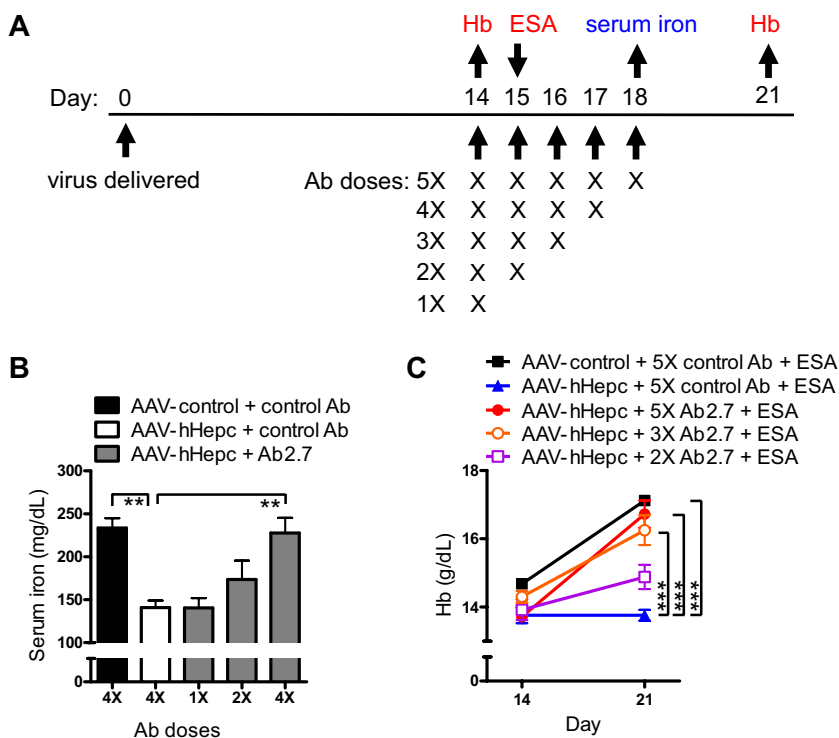 A
Hb ESA serum iron Hb
Day: 0 14 15 16 17 18 21
virus delivered
Ab doses: 5X X X X X X
4X X X X X
3X X X X
2X X X
1X X
B
AAV-control + control Ab
AAV-hHepc + control Ab
AAV-hHepc + Ab2.7
Serum iron (mg/dL)
300
250
200
150
100
0
** **
4X 4X 1X 2X 4X
Ab doses
C
AAV-control + 5X control Ab + ESA
AAV-hHepc + 5X control Ab + ESA
AAV-hHepc + 5X Ab2.7 + ESA
AAV-hHepc + 3X Ab2.7 + ESA
AAV-hHepc + 2X Ab2.7 + ESA
Hb (g/dL)
18
16
14
0
*** *** ***
14 21
Day